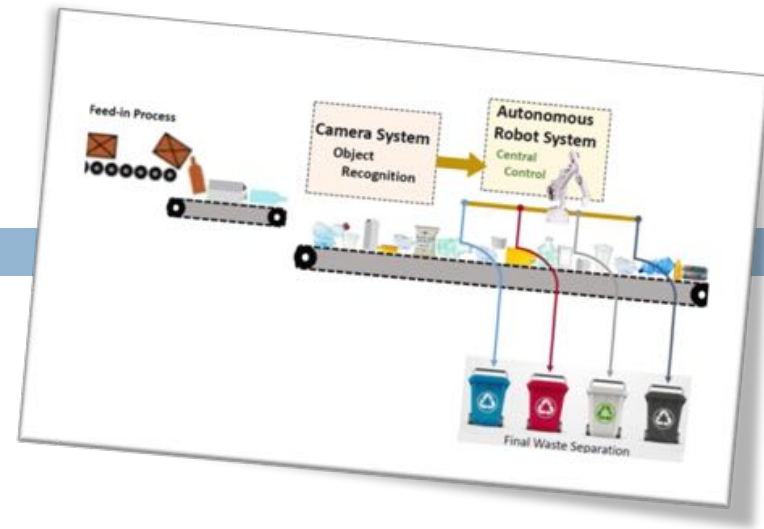 Feed-in Process
Camera System
Object
Recognition
Autonomous
Robot System
Central
Control
Final Waste Separation